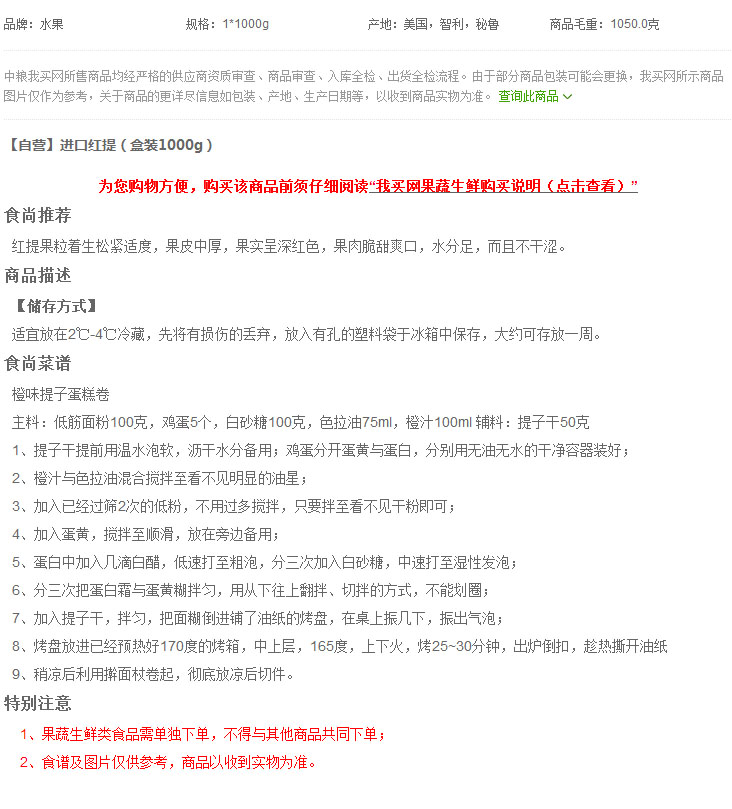 品牌：水果 规格：1*1000g 产地：美国，智利，秘鲁 商品毛重：1050.0克
中粮我买网所售商品均经严格的供应商资质审查、商品审查、入库全检、出货全检流程。由于部分商品包装可能会更换，我买网所示商品
图片仅作为参考，关于商品的更详尽信息如包装、产地、生产日期等，以收到商品实物为准。 查询此商品
【自营】进口红提（盒装1000g）
为您购物方便，购买该商品前须仔细阅读“我买网果蔬生鲜购买说明（点击查看）”
食尚推荐
红提果粒着生松紧适度，果皮中厚，果实呈深红色，果肉脆甜爽口，水分足，而且不干涩。
商品描述
【储存方式】
适宜放在2℃-4℃冷藏，先将有损伤的丢弃，放入有孔的塑料袋于冰箱中保存，大约可存放一周。
食尚菜谱
橙味提子蛋糕卷
主料：低筋面粉100克，鸡蛋5个，白砂糖100克，色拉油75ml，橙汁100ml 辅料：提子干50克
1、提子干提前用温水泡软，沥干水分备用；鸡蛋分开蛋黄与蛋白，分别用无油无水的干净容器装好；
2、橙汁与色拉油混合搅拌至看不见明显的油星；
3、加入已经过筛2次的低粉，不用过多搅拌，只要拌至看不见干粉即可；
4、加入蛋黄，搅拌至顺滑，放在旁边备用；
5、蛋白中加入几滴白醋，低速打至粗泡，分三次加入白砂糖，中速打至湿性发泡；
6、分三次把蛋白霜与蛋黄糊拌匀，用从下往上翻拌、切拌的方式，不能划圈；
7、加入提子干，拌匀，把面糊倒进铺了油纸的烤盘，在桌上振几下，振出气泡；
8、烤盘放进已经预热好170度的烤箱，中上层，165度，上下火，烤25~30分钟，出炉倒扣，趁热撕开油纸
9、稍凉后利用擀面杖卷起，彻底放凉后切件。
特别注意
1、果蔬生鲜类食品需单独下单，不得与其他商品共同下单；
2、食谱及图片仅供参考，商品以收到实物为准。